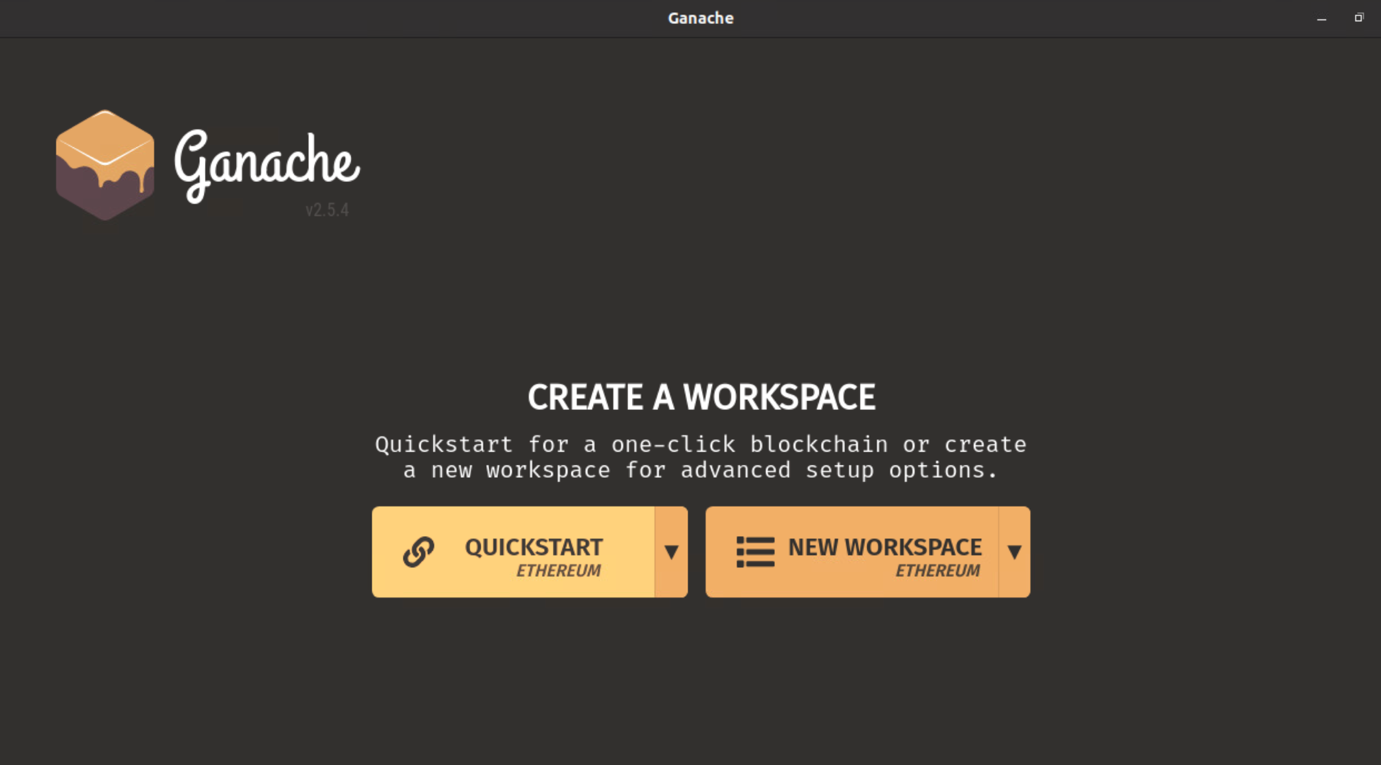 Ganache
Ganache
v2.5.4
CREATE A WORKSPACE
Quickstart for a one-click blockchain or create
a new workspace for advanced setup options.
QUICKSTART
ETHEREUM
▼
NEW WORKSPACE
ETHEREUM
▼